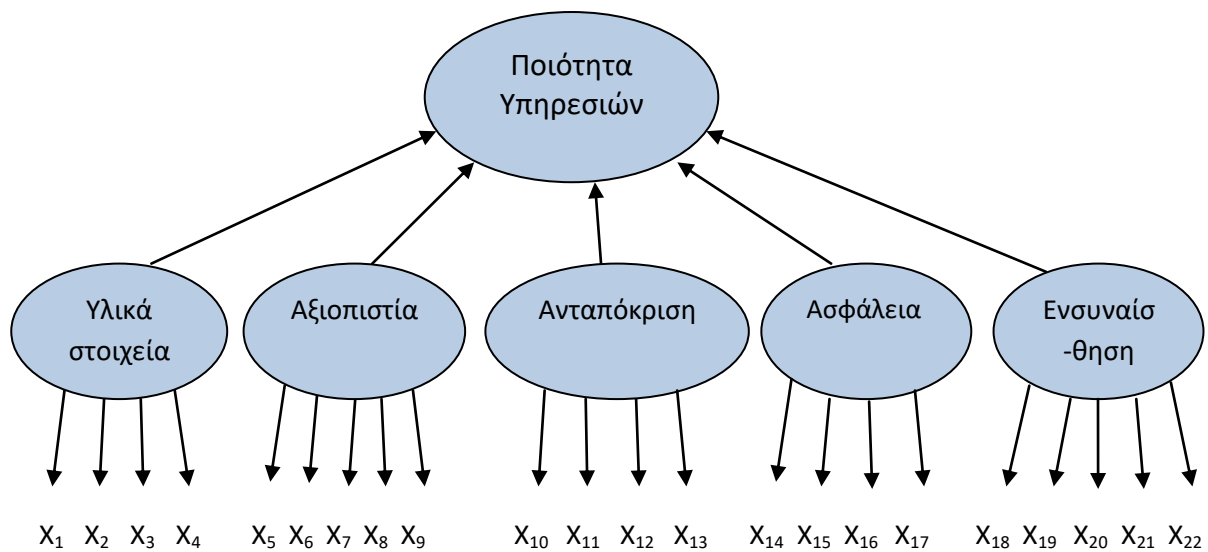 Ποιότητα
Υπηρεσιών
Υλικά
στοιχεία
Αξιοπιστία
Ανταπόκριση
Ασφάλεια
Ενσυναίσ
-θηση
X₁ X₂ X₃ X₄ X₅ X₆ X₇ X₈ X₉ X₁₀ X₁₁ X₁₂ X₁₃ X₁₄ X₁₅ X₁₆ X₁₇ X₁₈ X₁₉ X₂₀ X₂₁ X₂₂